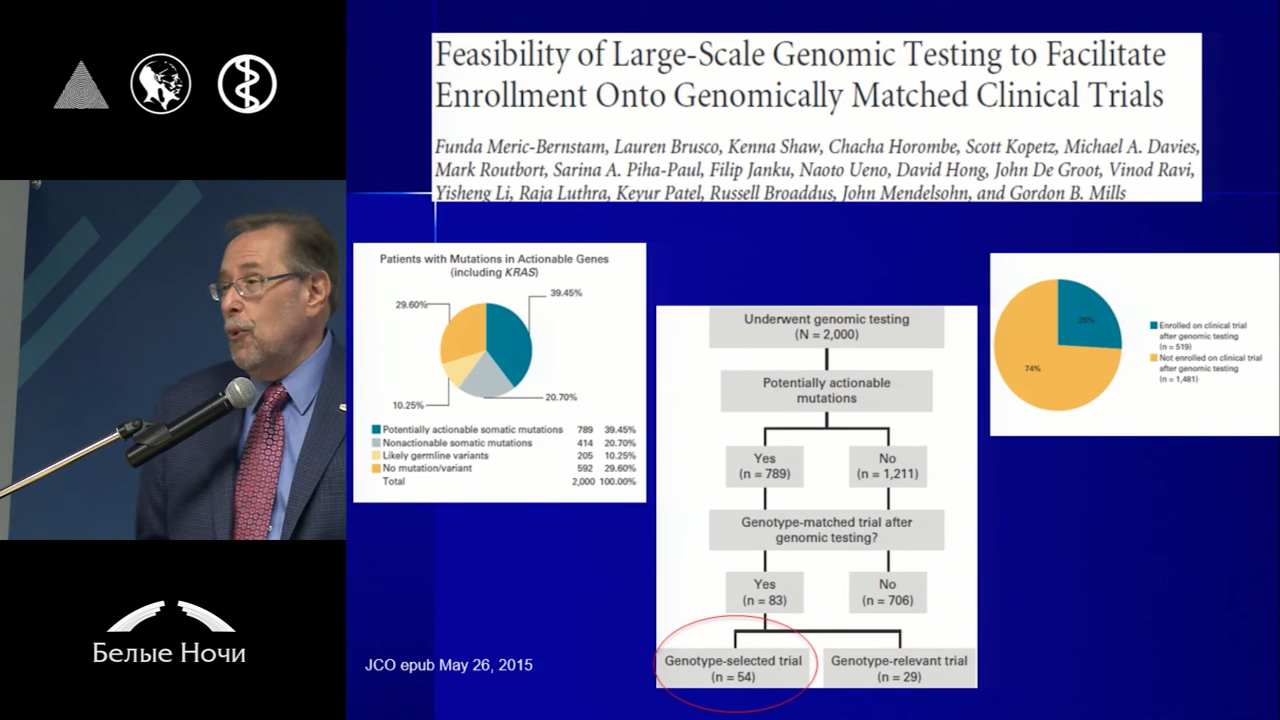 Feasibility of Large-Scale Genomic Testing to Facilitate
Enrollment Onto Genomically Matched Clinical Trials
Funda Meric-Bernstam, Lauren Brusco, Kenna Shaw, Chacha Horombe, Scott Kopetz, Michael A. Davies,
Mark Routbort, Sarina A. Piha-Paul, Filip Janku, Naoto Ueno, David Hong, John De Groot, Vinod Ravi,
Yisheng Li, Raja Luthra, Keyur Patel, Russell Broaddus, John Mendelsohn, and Gordon B. Mills
Patients with Mutations in Actionable Genes
(including KRAS)
29.60%
39.45%
10.25%
20.70%
Potentially actionable somatic mutations 789 39.45%
Nonactionable somatic mutations 414 20.70%
Likely germline variants 205 10.25%
No mutation/variant 592 29.60%
Total 2,000 100.00%
Underwent genomic testing
(N = 2,000)
Potentially actionable
mutations
Yes
(n = 789)
No
(n = 1,211)
Genotype-matched trial after
genomic testing?
Yes
(n = 83)
No
(n = 706)
Genotype-selected trial
(n = 54)
Genotype-relevant trial
(n = 29)
26%
74%
Enrolled on clinical trial
after genomic testing
(n = 519)
Not enrolled on clinical trial
after genomic testing
(n = 1,481)
JCO epub May 26, 2015
Белые Ночи